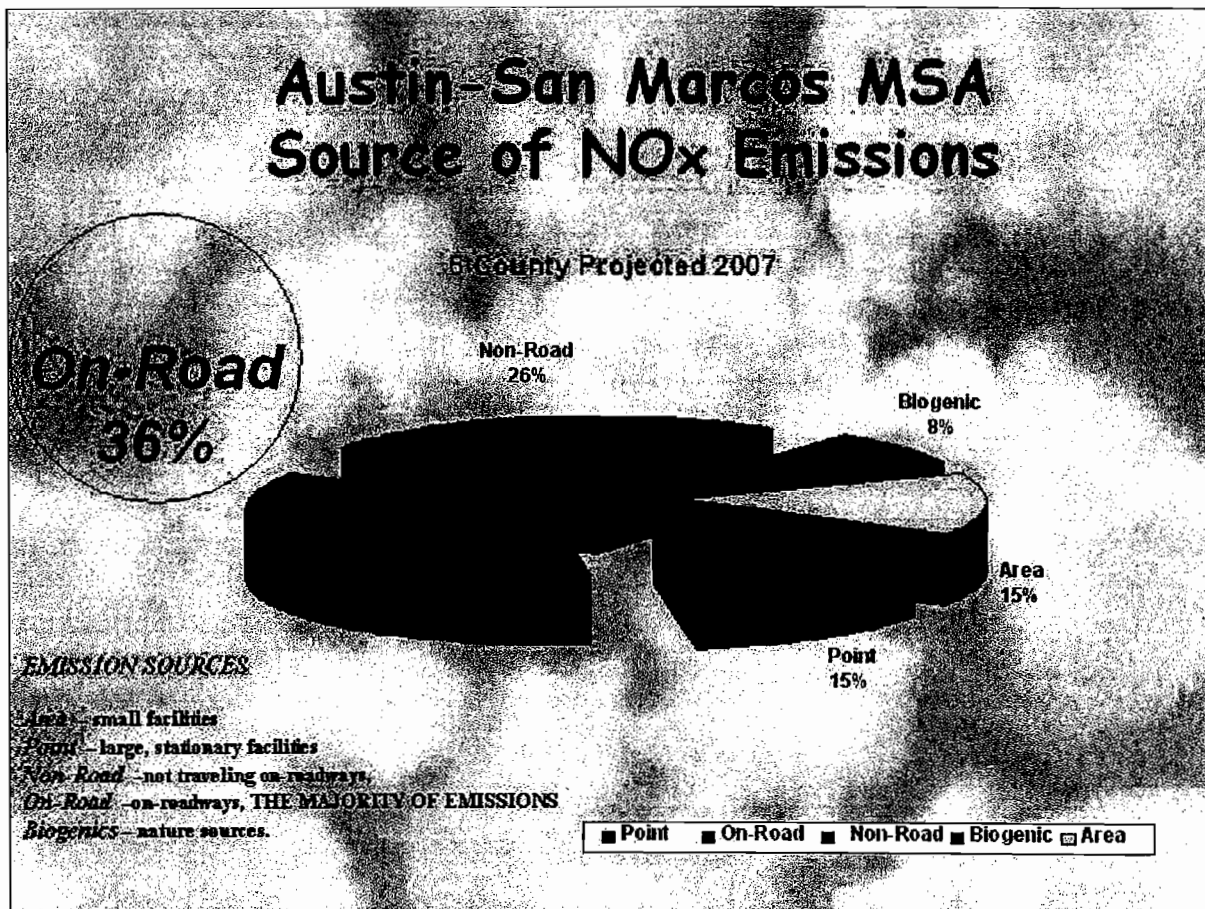 Austin-San Marcos MSA
Source of NOx Emissions
5 County Projected 2007
On-Road
36%
Non-Road
26%
Biogenic
8%
Area
15%
Point
15%
EMISSION SOURCES
Area – small facilities
Point – large, stationary facilities
Non-Road –not traveling on-roadways,
On-Road –on-roadways, THE MAJORITY OF EMISSIONS
Biogenics – nature sources.
Point On-Road Non-Road Biogenic Area